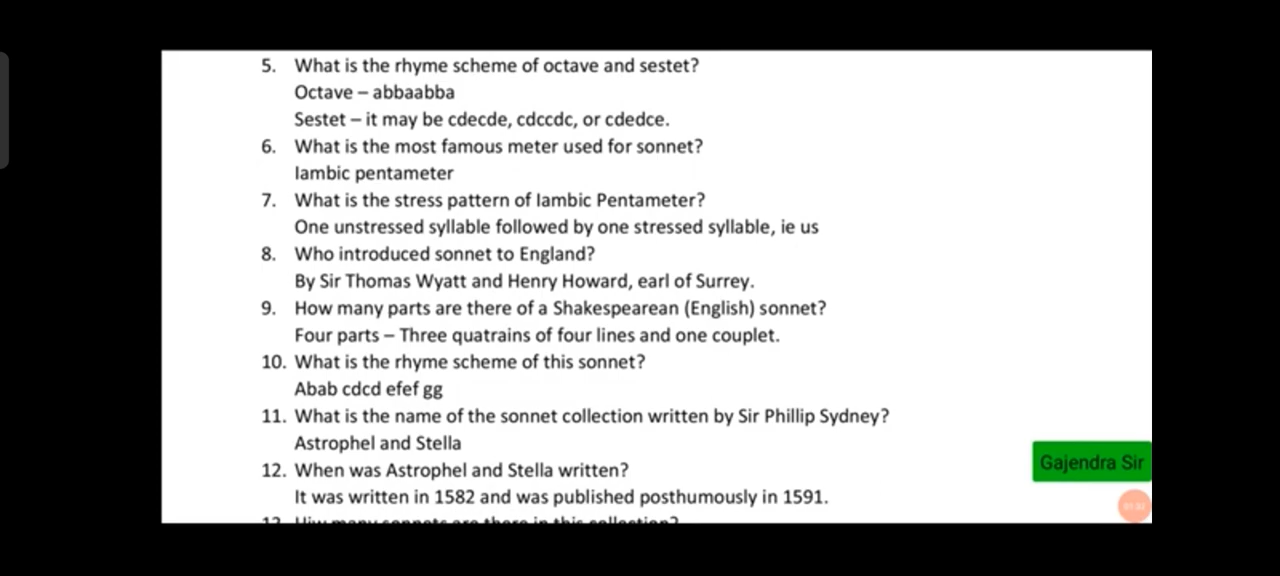 5. What is the rhyme scheme of octave and sestet?
Octave – abbaabba
Sestet – it may be cdecde, cdccdc, or cdedce.
6. What is the most famous meter used for sonnet?
Iambic pentameter
7. What is the stress pattern of Iambic Pentameter?
One unstressed syllable followed by one stressed syllable, ie us
8. Who introduced sonnet to England?
By Sir Thomas Wyatt and Henry Howard, earl of Surrey.
9. How many parts are there of a Shakespearean (English) sonnet?
Four parts – Three quatrains of four lines and one couplet.
10. What is the rhyme scheme of this sonnet?
Abab cdcd efef gg
11. What is the name of the sonnet collection written by Sir Phillip Sydney?
Astrophel and Stella
Gajendra Sir
12. When was Astrophel and Stella written?
It was written in 1582 and was published posthumously in 1591.
many sonnets are there in this collection?